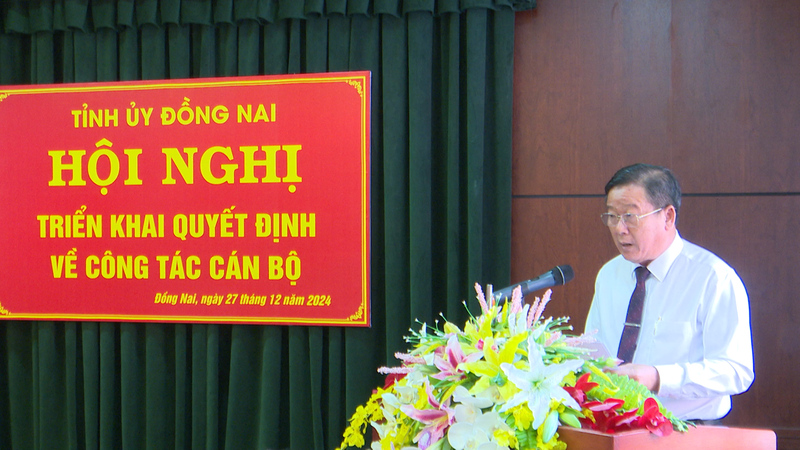 TỈNH ỦY ĐỒNG NAI
HỘI NGHỊ
TRIỂN KHAI QUYẾT ĐỊNH
VỀ CÔNG TÁC CÁN BỘ
Đồng Nai, ngày 27 tháng 12 năm 2024